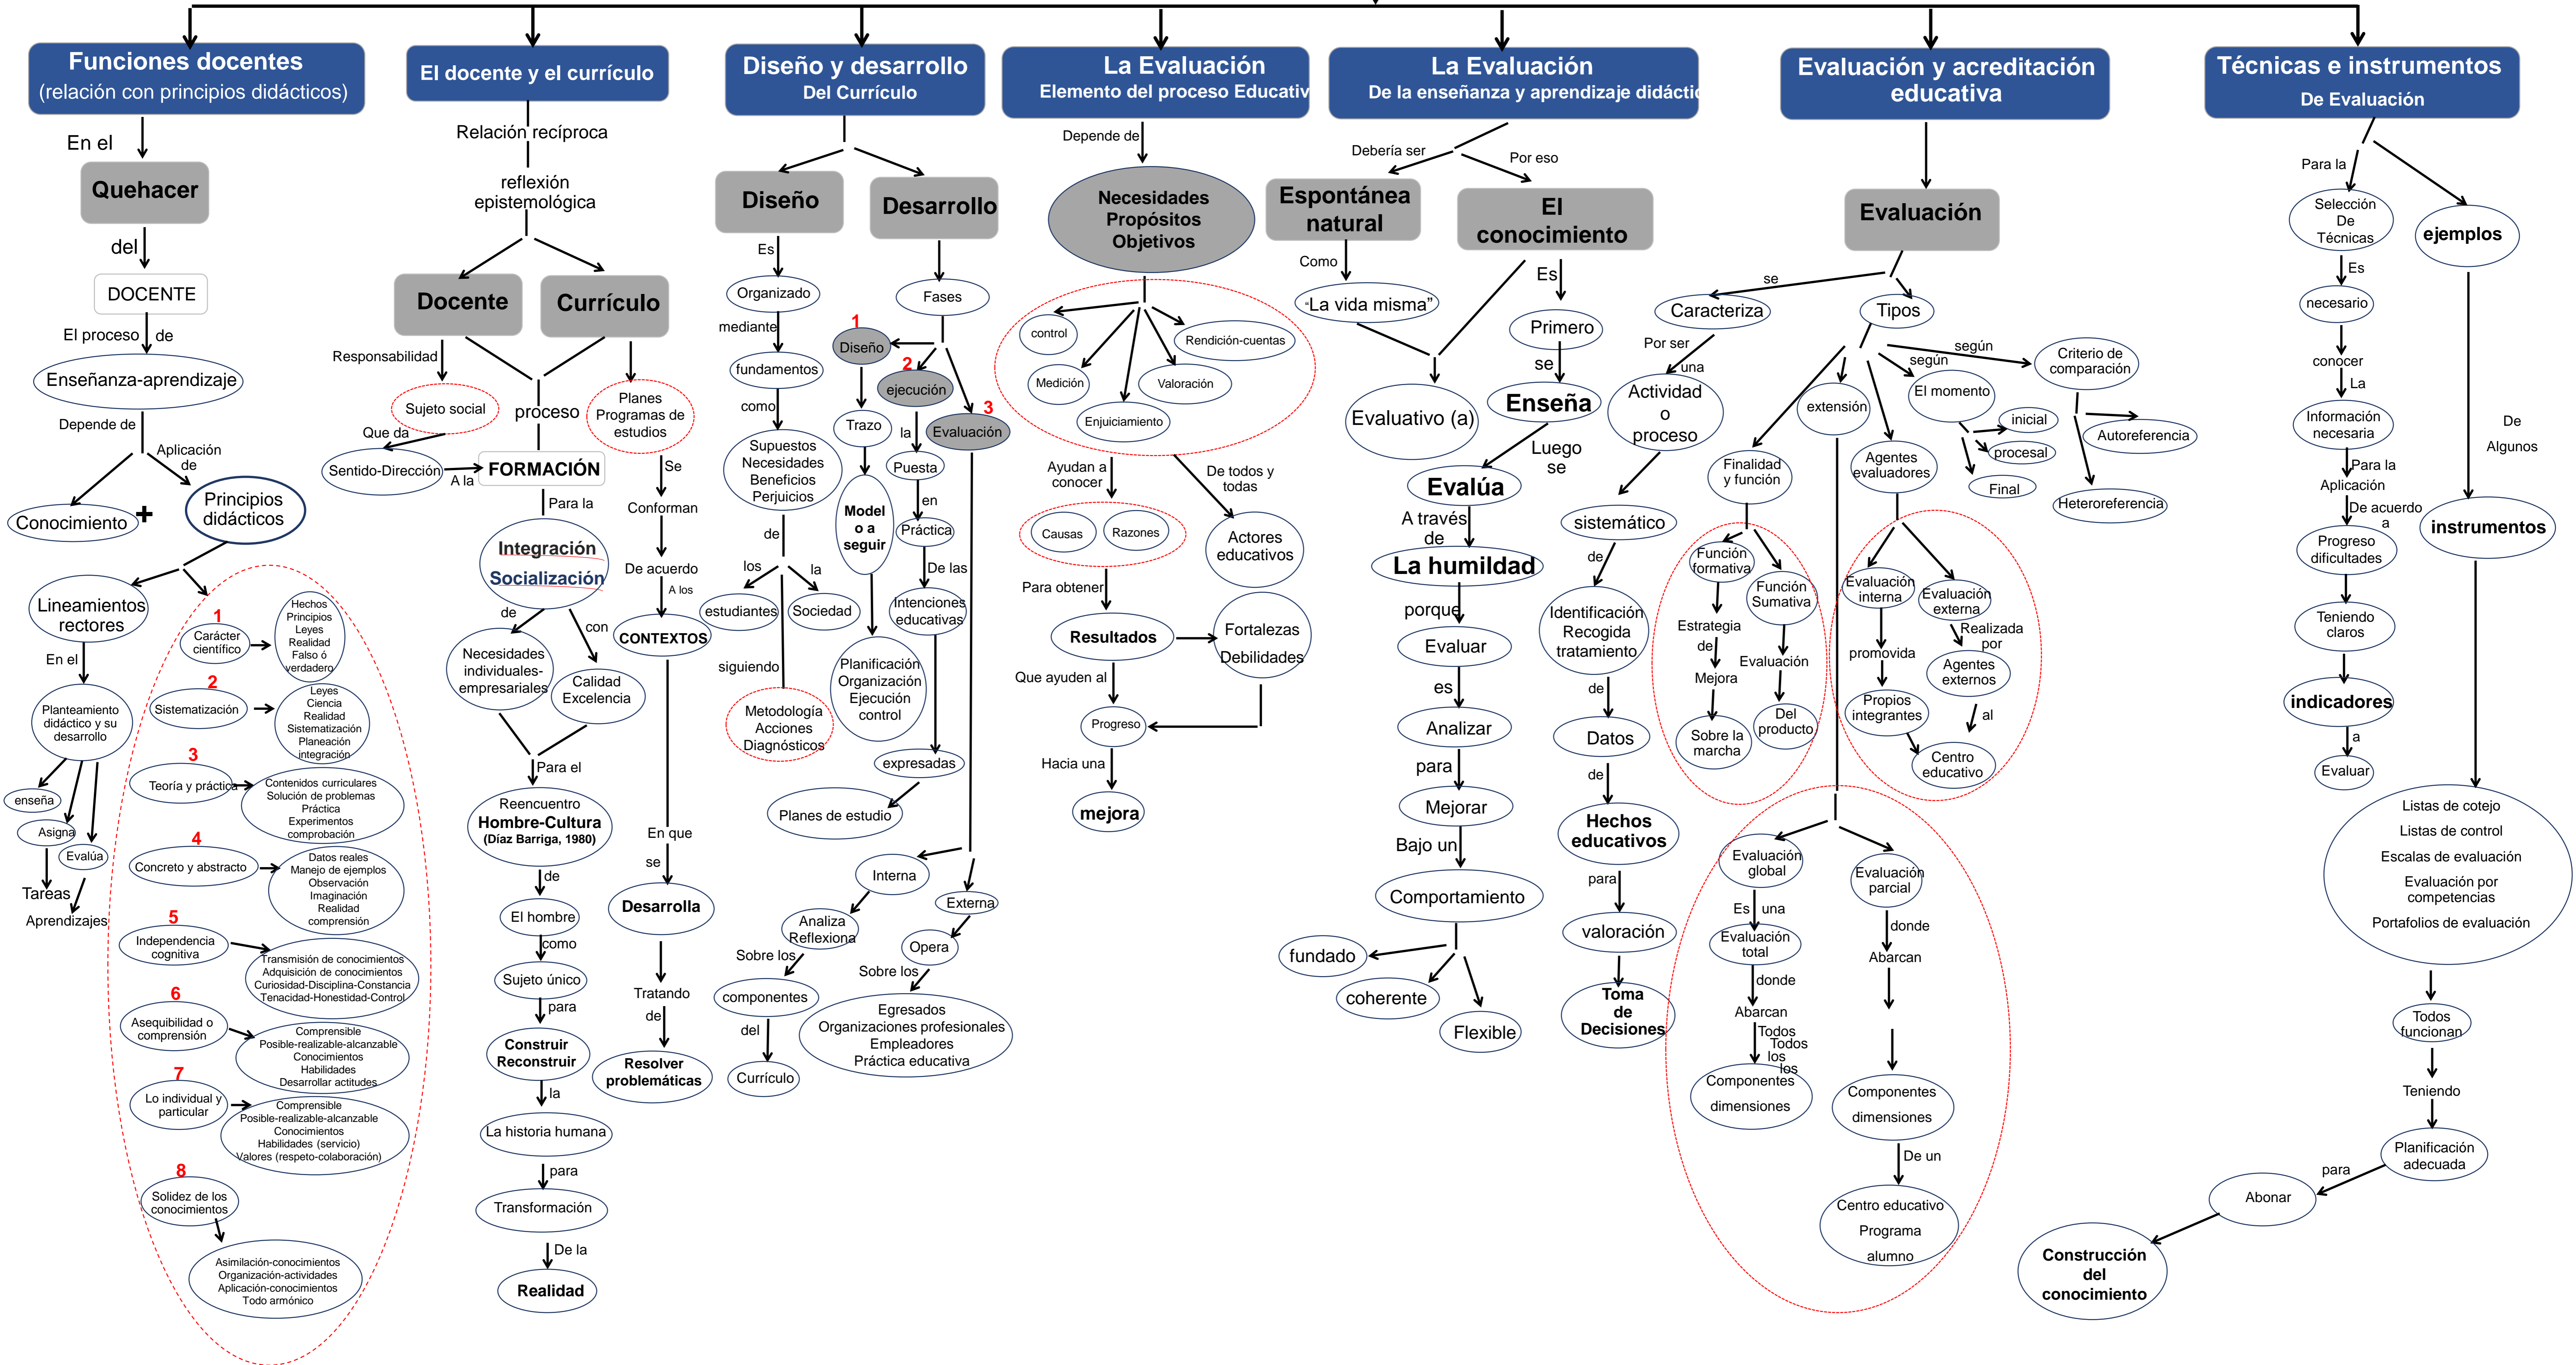 Funciones docentes
(relación con principios didácticos)
En el
Quehacer
del
DOCENTE
El proceso de
Enseñanza-aprendizaje
Depende de
Aplicación
de
Conocimiento +
Principios
didácticos
Lineamientos
rectores
En el
Planteamiento
didáctico y su
desarrollo
enseña
Asigna
Evalúa
Tareas
Aprendizajes
1
Carácter
científico
Hechos
Principios
Leyes
Realidad
Falso ó
verdadero
2
Sistematización
Leyes
Ciencia
Realidad
Sistematización
Planeación
integración
3
Teoría y práctica
Contenidos curriculares
Solución de problemas
Práctica
Experimentos
comprobación
4
Concreto y abstracto
Datos reales
Manejo de ejemplos
Observación
Imaginación
Realidad
comprensión
5
Independencia
cognitiva
Transmisión de conocimientos
Adquisición de conocimientos
Curiosidad-Disciplina-Constancia
Tenacidad-Honestidad-Control
6
Asequibilidad o
comprensión
Comprensible
Posible-realizable-alcanzable
Conocimientos
Habilidades
Desarrollar actitudes
7
Lo individual y
particular
Comprensible
Posible-realizable-alcanzable
Conocimientos
Habilidades (servicio)
Valores (respeto-colaboración)
8
Solidez de los
conocimientos
Asimilación-conocimientos
Organización-actividades
Aplicación-conocimientos
Todo armónico
El docente y el currículo
Relación recíproca
reflexión
epistemológica
Docente
Currículo
Responsabilidad
Sujeto social
proceso
Planes
Programas de
estudios
Que da
Sentido-Dirección
A la
FORMACIÓN
Se
Conforman
Para la
Integración
Socialización
De acuerdo
A los
de
con
CONTEXTOS
Necesidades
individuales-
empresariales
Calidad
Excelencia
Para el
Reencuentro
Hombre-Cultura
(Díaz Barriga, 1980)
En que
se
de
Desarrolla
El hombre
como
Sujeto único
Tratando
para
de
Construir
Reconstruir
Resolver
problemáticas
la
La historia humana
para
Transformación
De la
Realidad
Diseño y desarrollo
Del Currículo
Diseño
Desarrollo
Es
Organizado
Fases
mediante
1
Diseño
fundamentos
2
ejecución
como
3
Evaluación
Trazo
la
Supuestos
Necesidades
Beneficios
Perjuicios
Puesta
en
Model
o a
seguir
Práctica
de
los
la
De las
estudiantes
Sociedad
Intenciones
educativas
siguiendo
Planificación
Organización
Ejecución
control
Metodología
Acciones
Diagnósticos
expresadas
Planes de estudio
Interna
Externa
Analiza
Reflexiona
Opera
Sobre los
Sobre los
componentes
del
Currículo
Egresados
Organizaciones profesionales
Empleadores
Práctica educativa
La Evaluación
Elemento del proceso Educativ
Depende de
Necesidades
Propósitos
Objetivos
control
Rendición-cuentas
Medición
Valoración
Enjuiciamiento
Ayudan a
conocer
De todos y
todas
Causas
Razones
Actores
educativos
Para obtener
Resultados
Fortalezas
Debilidades
Que ayuden al
Progreso
Hacia una
mejora
La Evaluación
De la enseñanza y aprendizaje didáctic
Debería ser
Por eso
Espontánea
natural
El
conocimiento
Como
Es
“La vida misma”
Primero
se
Evaluativo (a)
Enseña
Luego
se
Evalúa
A través
de
La humildad
porque
Evaluar
es
Analizar
para
Mejorar
Bajo un
Comportamiento
fundado
coherente
Flexible
Evaluación y acreditación
educativa
Evaluación
se
Caracteriza
Tipos
Por ser
una
Actividad
o
proceso
sistemático
de
Identificación
Recogida
tratamiento
de
Datos
de
Hechos
educativos
para
valoración
Toma
de
Decisiones
según
según
Criterio de
comparación
El momento
extensión
inicial
procesal
Final
Autoreferencia
Heteroreferencia
Finalidad
y función
Agentes
evaluadores
Función
formativa
Función
Sumativa
Estrategia
de
Mejora
Sobre la
marcha
Evaluación
Del
producto
Evaluación
interna
Evaluación
externa
promovida
Realizada
por
Agentes
externos
Propios
integrantes
al
Centro
educativo
Evaluación
global
Evaluación
parcial
Es una
Evaluación
total
donde
donde
Abarcan
Abarcan
Todos
Todos
los
los
Componentes
dimensiones
Componentes
dimensiones
De un
Centro educativo
Programa
alumno
Técnicas e instrumentos
De Evaluación
Para la
Selección
De
Técnicas
ejemplos
Es
necesario
conocer
La
Información
necesaria
De
Algunos
Para la
Aplicación
De acuerdo
a
instrumentos
Progreso
dificultades
Teniendo
claros
indicadores
a
Evaluar
Listas de cotejo
Listas de control
Escalas de evaluación
Evaluación por
competencias
Portafolios de evaluación
Todos
funcionan
Teniendo
Planificación
adecuada
para
Abonar
Construcción
del
conocimiento